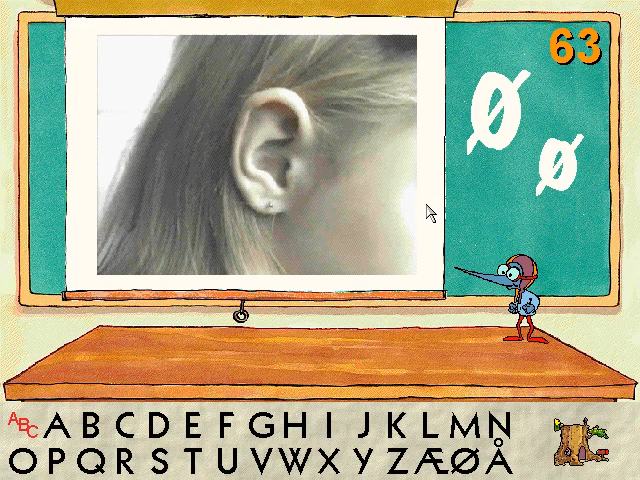 63
Ø
Ø
ABC A B C D E F G H I J K L M N
O P Q R S T U V W X Y Z Æ Ø Å